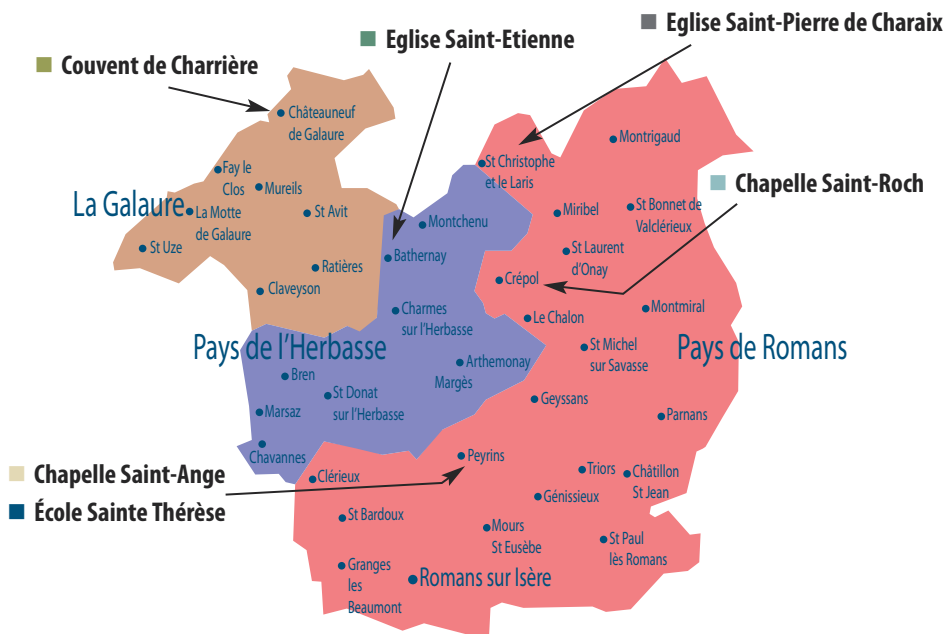 Eglise Saint-Pierre de Charaix
Eglise Saint-Etienne
Couvent de Charrière
Châteauneuf
de Galaure
Montrigaud
St Christophe
et le Laris
Fay le
Clos
Mureils
Chapelle Saint-Roch
La Galaure
La Motte
de Galaure
St Avit
Montchenu
Miribel
St Bonnet de
Valclérieux
St Uze
Bathernay
St Laurent
d'Onay
Ratières
Crépol
Claveyson
Charmes
sur l'Herbasse
Le Chalon
Montmiral
Pays de l'Herbasse
St Michel
sur Savasse
Pays de Romans
Bren
Arthemonay
Margès
St Donat
sur l'Herbasse
Geyssans
Marsaz
Parnans
Chavannes
Peyrins
Chapelle Saint-Ange
Clérieux
Triors
Châtillon
St Jean
École Sainte Thérèse
Génissieux
St Bardoux
Mours
St Eusèbe
St Paul
lès Romans
Granges
les
Beaumont
Romans sur Isère